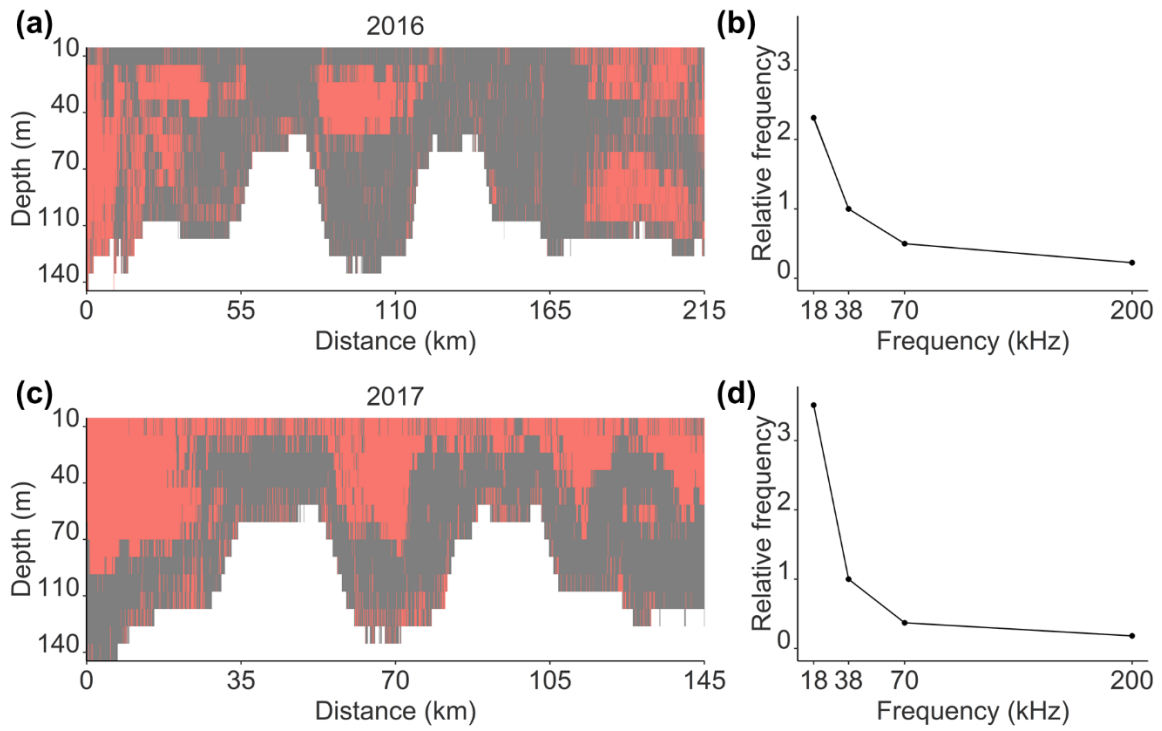 (a)
2016
10
40
70
110
140
Depth (m)
0 55 110 165 215
Distance (km)
(b)
3
2
1
0
Relative frequency
18 38 70 200
Frequency (kHz)
(c)
2017
10
40
70
110
140
Depth (m)
0 35 70 105 145
Distance (km)
(d)
3
2
1
0
Relative frequency
18 38 70 200
Frequency (kHz)